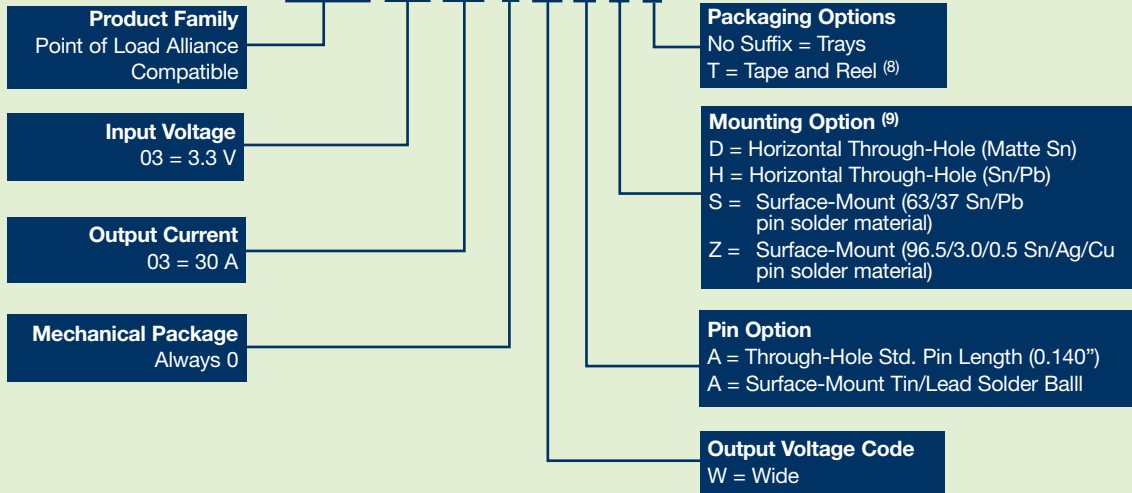 Product Family
Point of Load Alliance
Compatible
Input Voltage
03 = 3.3 V
Output Current
03 = 30 A
Mechanical Package
Always 0
Packaging Options
No Suffix = Trays
T = Tape and Reel (8)
Mounting Option (9)
D = Horizontal Through-Hole (Matte Sn)
H = Horizontal Through-Hole (Sn/Pb)
S = Surface-Mount (63/37 Sn/Pb
pin solder material)
Z = Surface-Mount (96.5/3.0/0.5 Sn/Ag/Cu
pin solder material)
Pin Option
A = Through-Hole Std. Pin Length (0.140”)
A = Surface-Mount Tin/Lead Solder Balll
Output Voltage Code
W = Wide